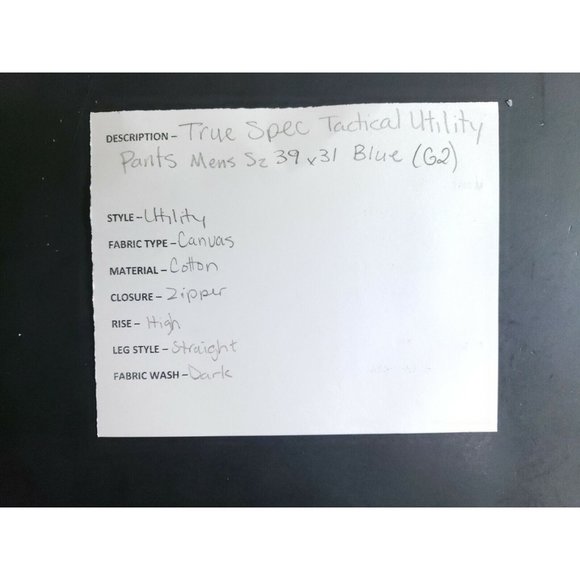 DESCRIPTION – True Spec Tactical Utility
Pants Mens Sz 39 x 31 Blue (G2)
STYLE – Utility
FABRIC TYPE – Canvas
MATERIAL – Cotton
CLOSURE – Zipper
RISE – High
LEG STYLE – Straight
FABRIC WASH – Dark